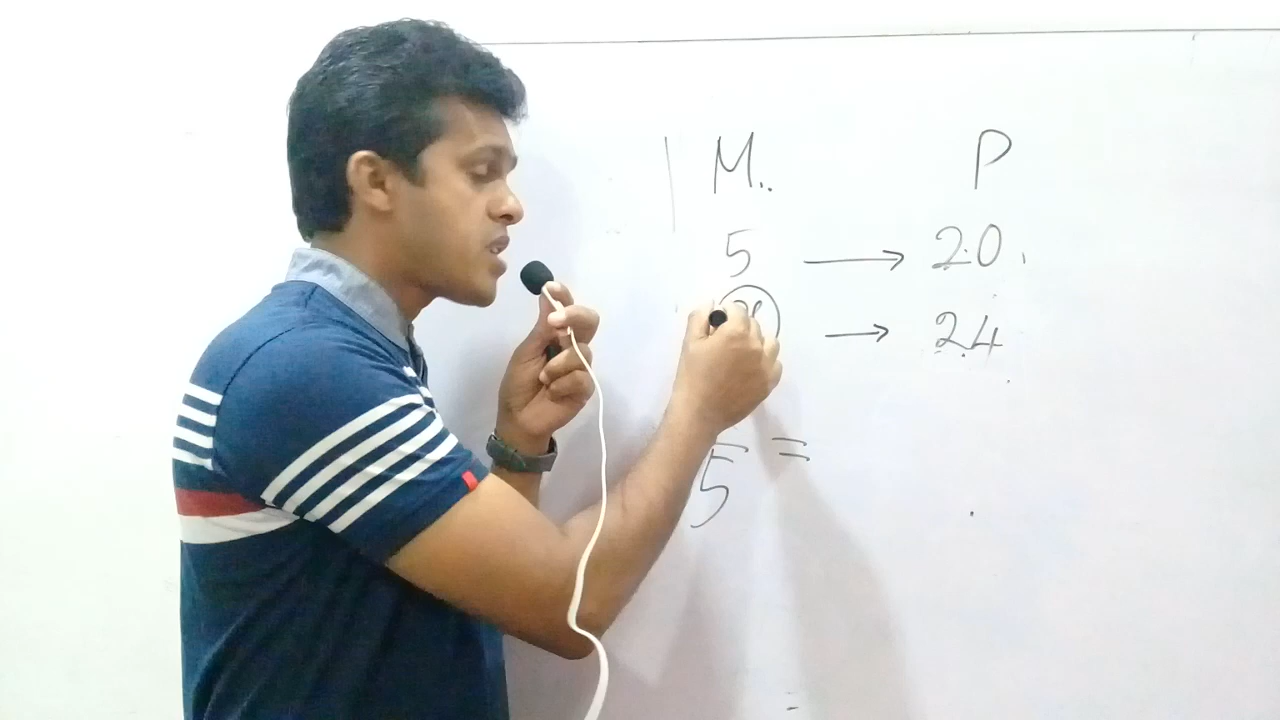 M P
5 → 20
→ 24
5 =